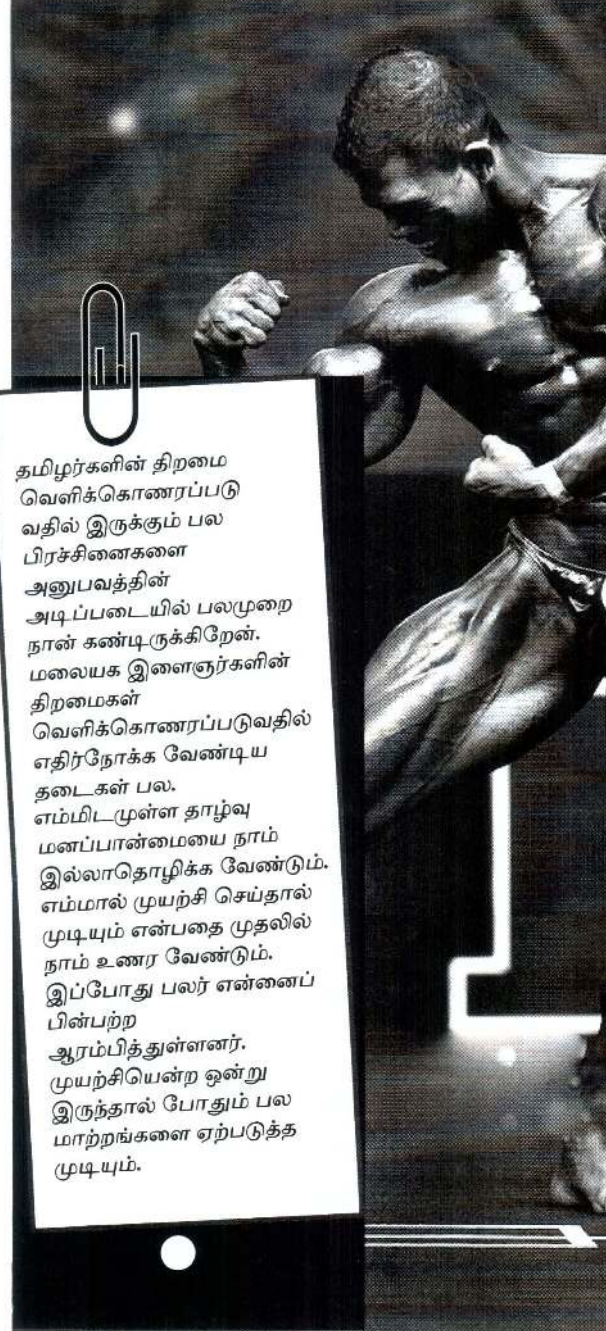 தமிழர்களின் திறமை
வெளிக்கொணரப்படு
வதில் இருக்கும் பல
பிரச்சினைகளை
அனுபவத்தின்
அடிப்படையில் பலமுறை
நான் கண்டிருக்கிறேன்.
மலையக இளைஞர்களின்
திறமைகள்
வெளிக்கொணரப்படுவதில்
எதிர்நோக்க வேண்டிய
தடைகள் பல.
எம்மிடமுள்ள தாழ்வு
மனப்பான்மையை நாம்
இல்லாதொழிக்க வேண்டும்.
எம்மால் முயற்சி செய்தால்
முடியும் என்பதை முதலில்
நாம் உணர வேண்டும்.
இப்போது பலர் என்னைப்
பின்பற்ற
ஆரம்பித்துள்ளனர்.
முயற்சியென்ற ஒன்று
இருந்தால் போதும் பல
மாற்றங்களை ஏற்படுத்த
முடியும்.